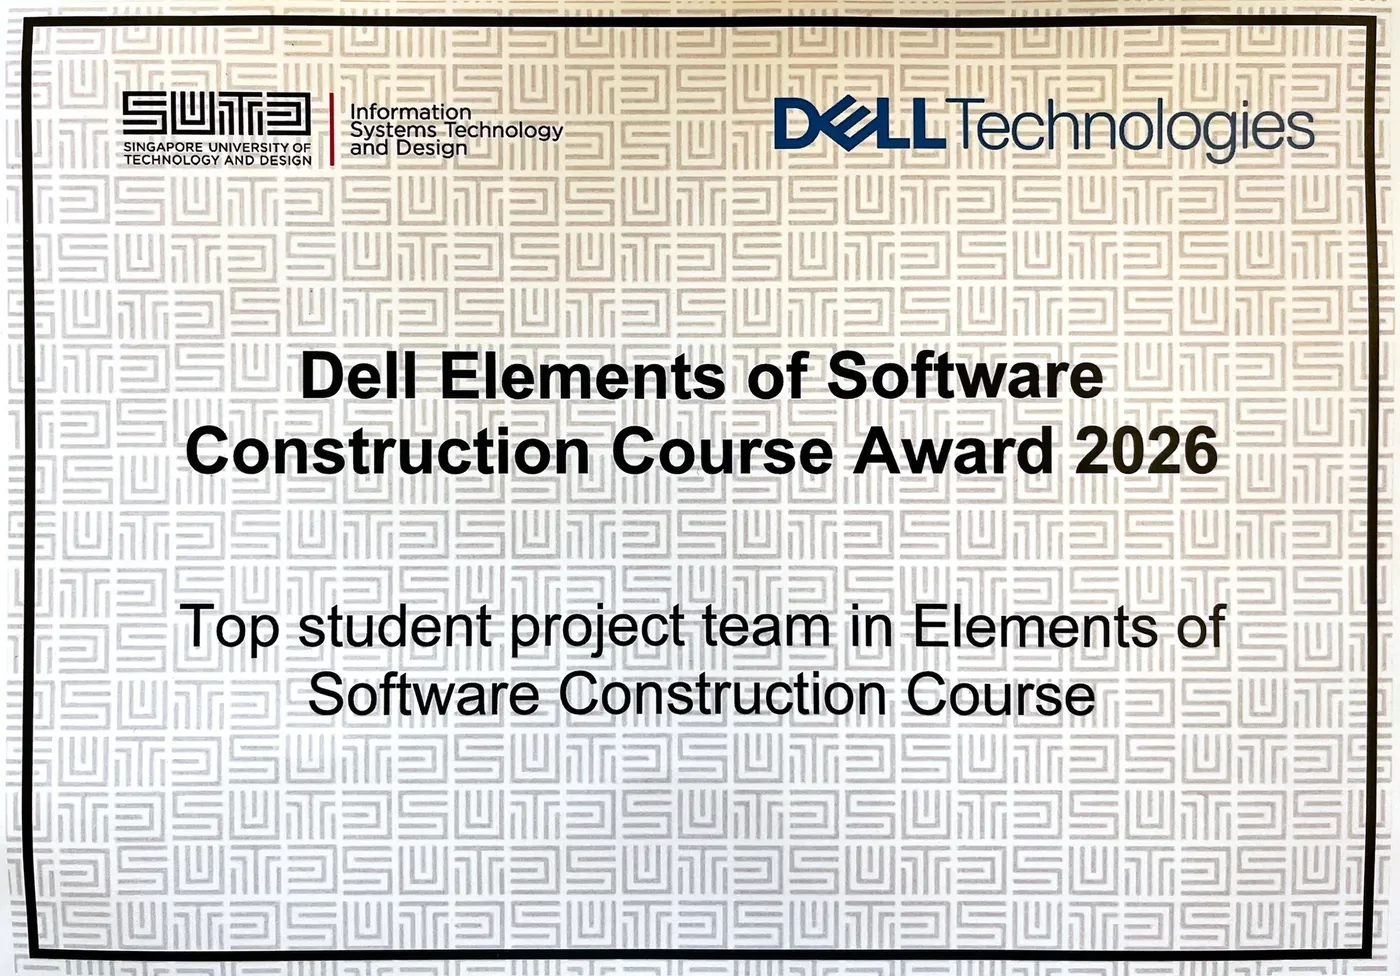 SUTD
SINGAPORE UNIVERSITY OF
TECHNOLOGY AND DESIGN
Information
Systems Technology
and Design
DELL Technologies
Dell Elements of Software
Construction Course Award 2026
Top student project team in Elements of
Software Construction Course